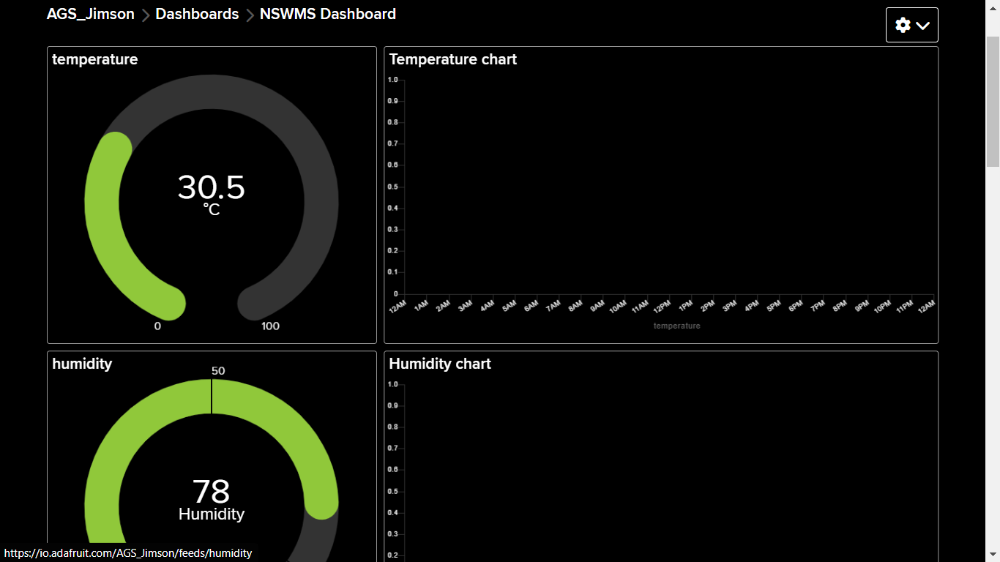 AGS_Jimson > Dashboards > NSWMS Dashboard
temperature
30.5
°C
0
100
Temperature chart
1.0
0.9
0.8
0.7
0.6
0.5
0.4
0.3
0.2
0.1
0
12AM 1AM 2AM 3AM 4AM 5AM 6AM 7AM 8AM 9AM 10AM 11AM 12PM 1PM 2PM 3PM 4PM 5PM 6PM 7PM 8PM 9PM 10PM 11PM 12AM
temperature
humidity
50
78
Humidity
Humidity chart
1.0
0.9
0.8
0.7
0.6
0.5
0.4
0.3
0.2
https://io.adafruit.com/AGS_Jimson/feeds/humidity